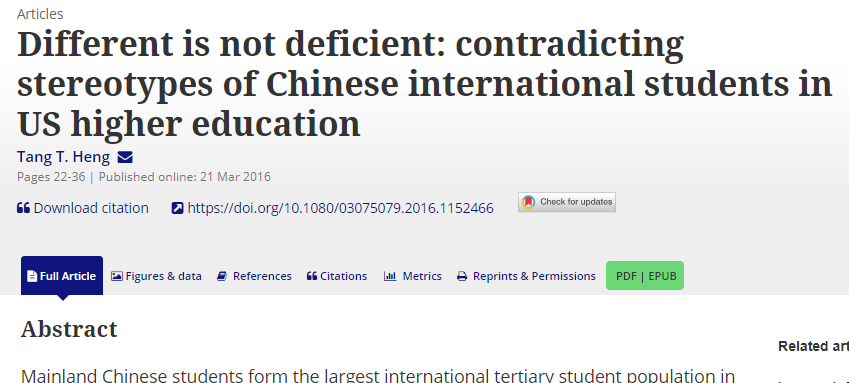 Articles
Different is not deficient: contradicting
stereotypes of Chinese international students in
US higher education
Tang T. Heng
Pages 22-36 | Published online: 21 Mar 2016
Download citation https://doi.org/10.1080/03075079.2016.1152466 Check for updates
Full Article Figures & data References Citations Metrics Reprints & Permissions PDF | EPUB
Abstract
Related art
Mainland Chinese students form the largest international tertiary student population in